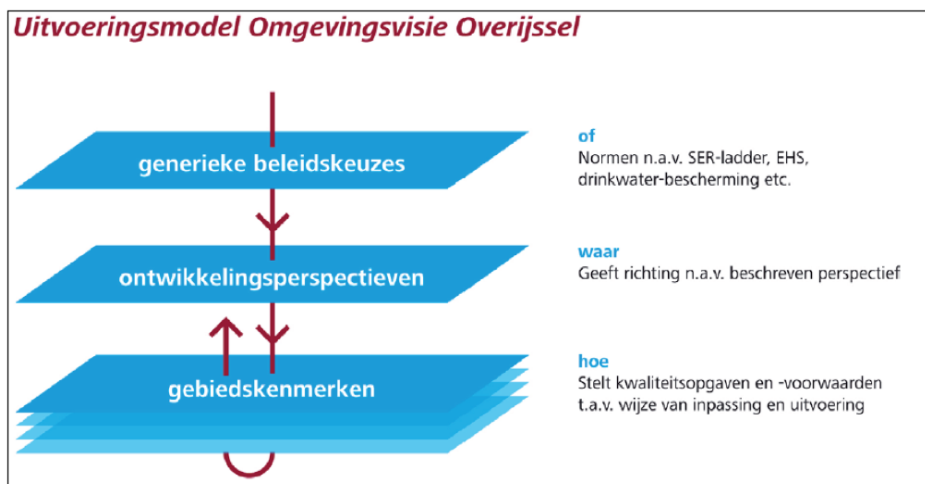 Uitvoeringsmodel Omgevingsvisie Overijssel
generieke beleidskeuzes
of
Normen n.a.v. SER-ladder, EHS,
drinkwater-bescherming etc.
ontwikkelingsperspectieven
waar
Geeft richting n.a.v. beschreven perspectief
gebiedskenmerken
hoe
Stelt kwaliteitsopgaven en -voorwaarden
t.a.v. wijze van inpassing en uitvoering